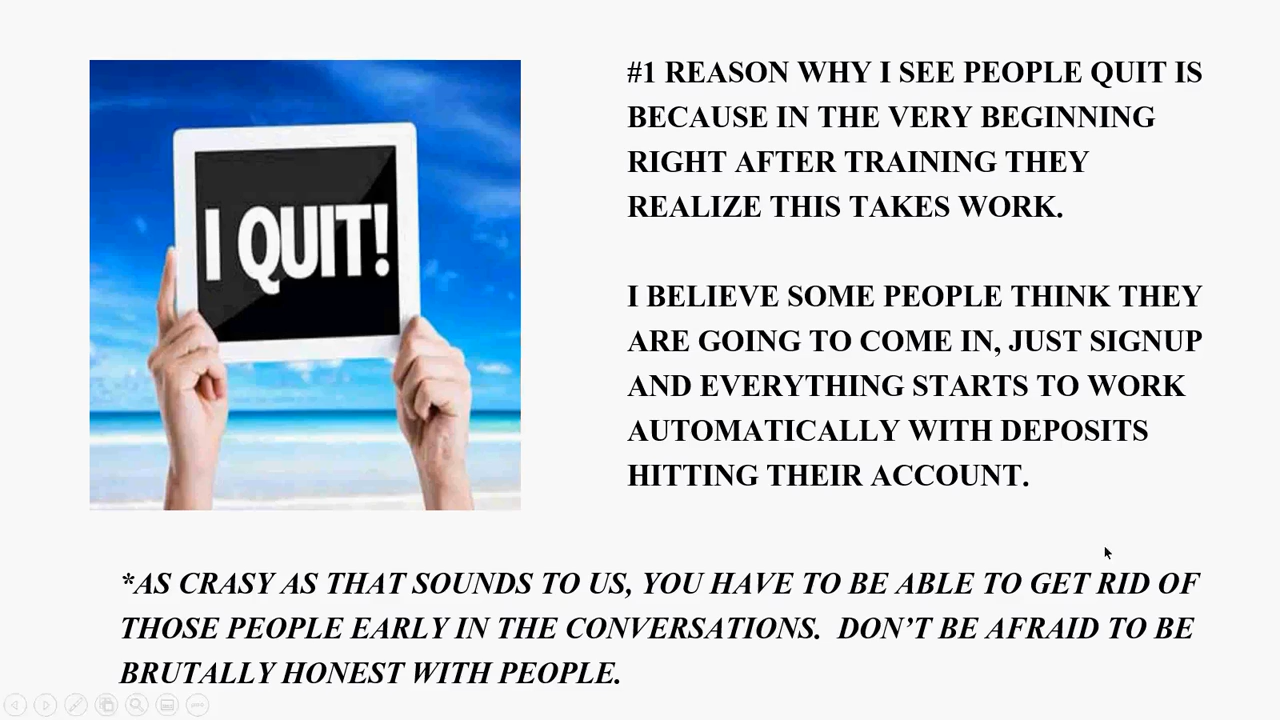 I QUIT!
#1 REASON WHY I SEE PEOPLE QUIT IS
BECAUSE IN THE VERY BEGINNING
RIGHT AFTER TRAINING THEY
REALIZE THIS TAKES WORK.
I BELIEVE SOME PEOPLE THINK THEY
ARE GOING TO COME IN, JUST SIGNUP
AND EVERYTHING STARTS TO WORK
AUTOMATICALLY WITH DEPOSITS
HITTING THEIR ACCOUNT.
*AS CRASY AS THAT SOUNDS TO US, YOU HAVE TO BE ABLE TO GET RID OF
THOSE PEOPLE EARLY IN THE CONVERSATIONS.  DON’T BE AFRAID TO BE
BRUTALLY HONEST WITH PEOPLE.